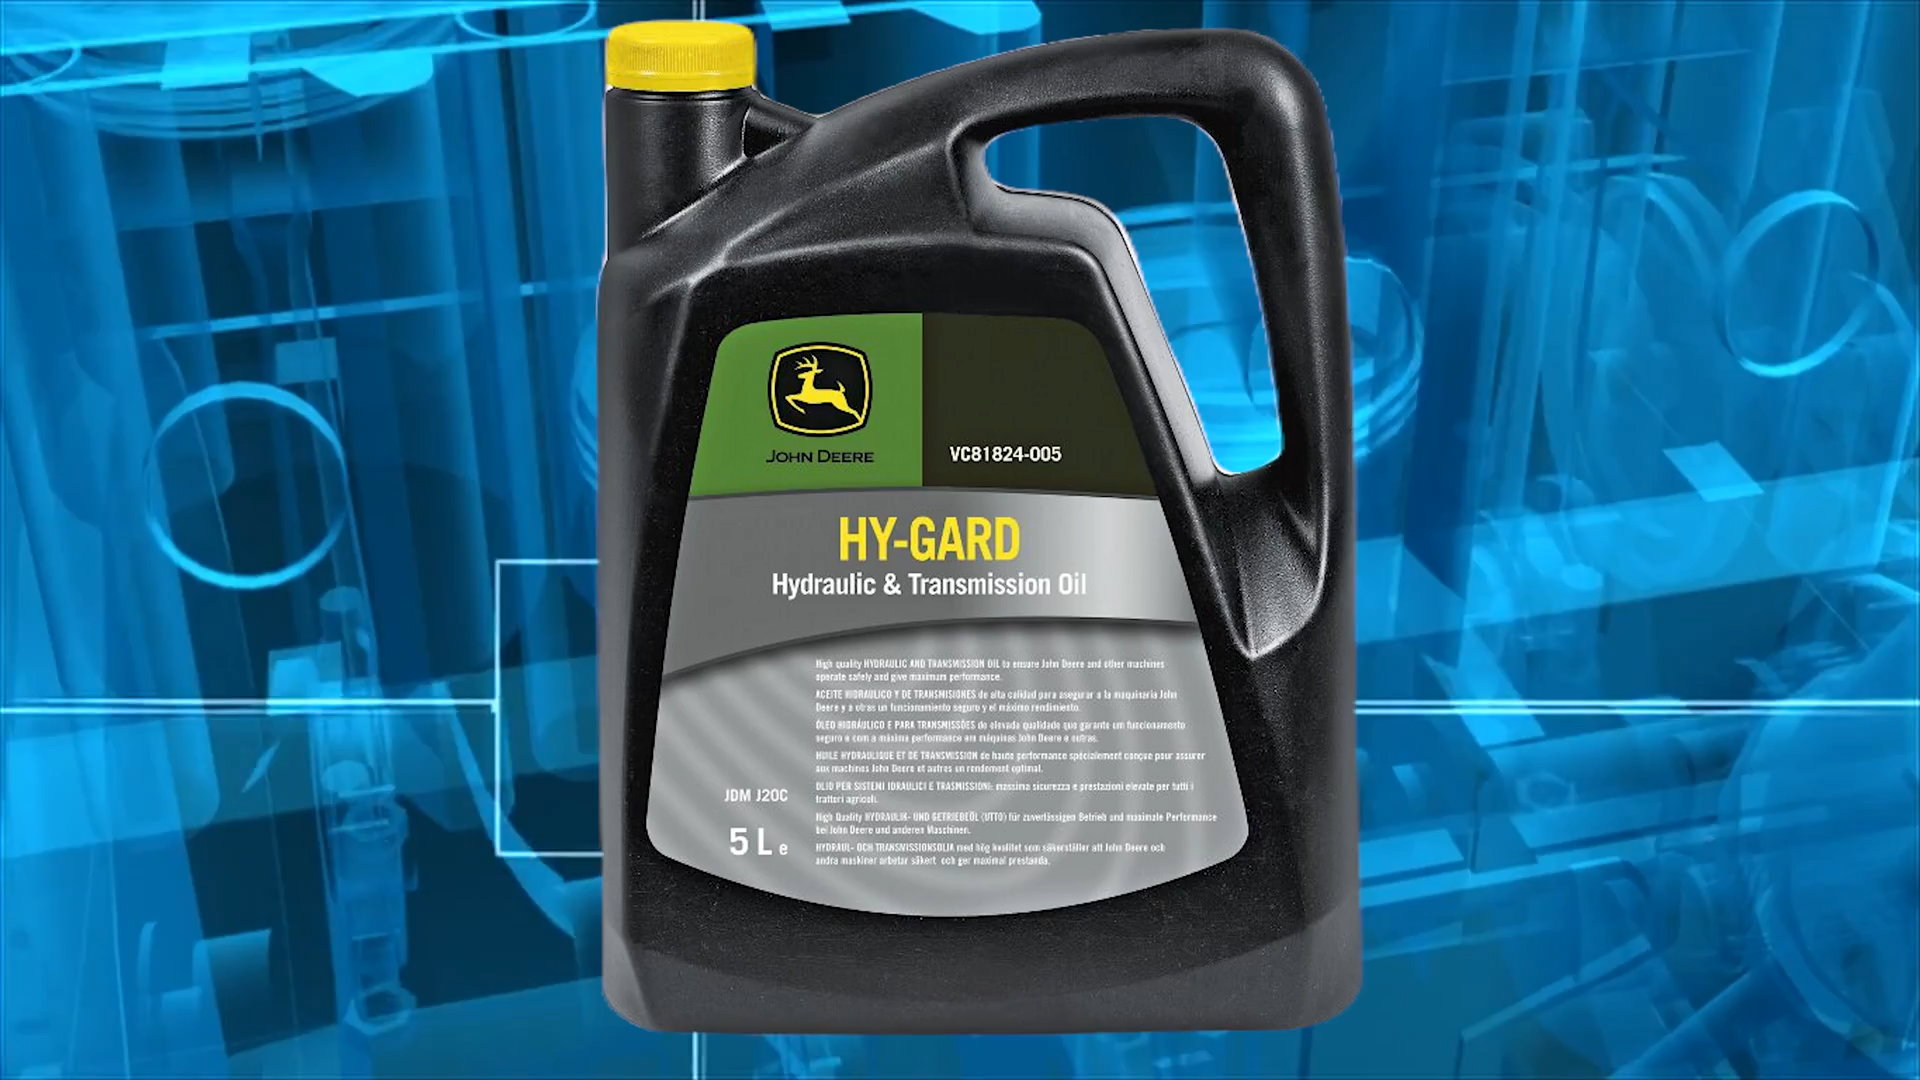 JOHN DEERE
VC81824-005
HY-GARD
Hydraulic & Transmission Oil
High quality HYDRAULIC AND TRANSMISSION OIL to ensure John Deere and other machines
operate safely and give maximum performance.
ACEITE HIDRAULICO Y DE TRANSMISIONES de alta calidad para asegurar a la maquinaria John
Deere y a otras un funcionamiento seguro y el máximo rendimiento.
ÓLEO HIDRÁULICO E PARA TRANSMISSÕES de elevada qualidade que garante um funcionamento
seguro e com a máxima performance em máquinas John Deere e outras.
HUILE HYDRAULIQUE ET DE TRANSMISSION de haute performance spécialement conçue pour assurer
aux machines John Deere et autres un rendement optimal.
OLIO PER SISTEMI IDRAULICI E TRASMISSIONI: massima sicurezza e prestazioni elevate per tutti i
trattori agricoli.
High Quality HYDRAULIK- UND GETRIEBEÖL (UTTO) für zuverlässigen Betrieb und maximale Performance
bei John Deere und anderen Maschinen.
HYDRAUL- OCH TRANSMISSIONSOLJA med hög kvalitet som säkerställer att John Deere och
andra maskiner arbetar säkert och ger maximal prestanda.
JDM J20C
5 L e